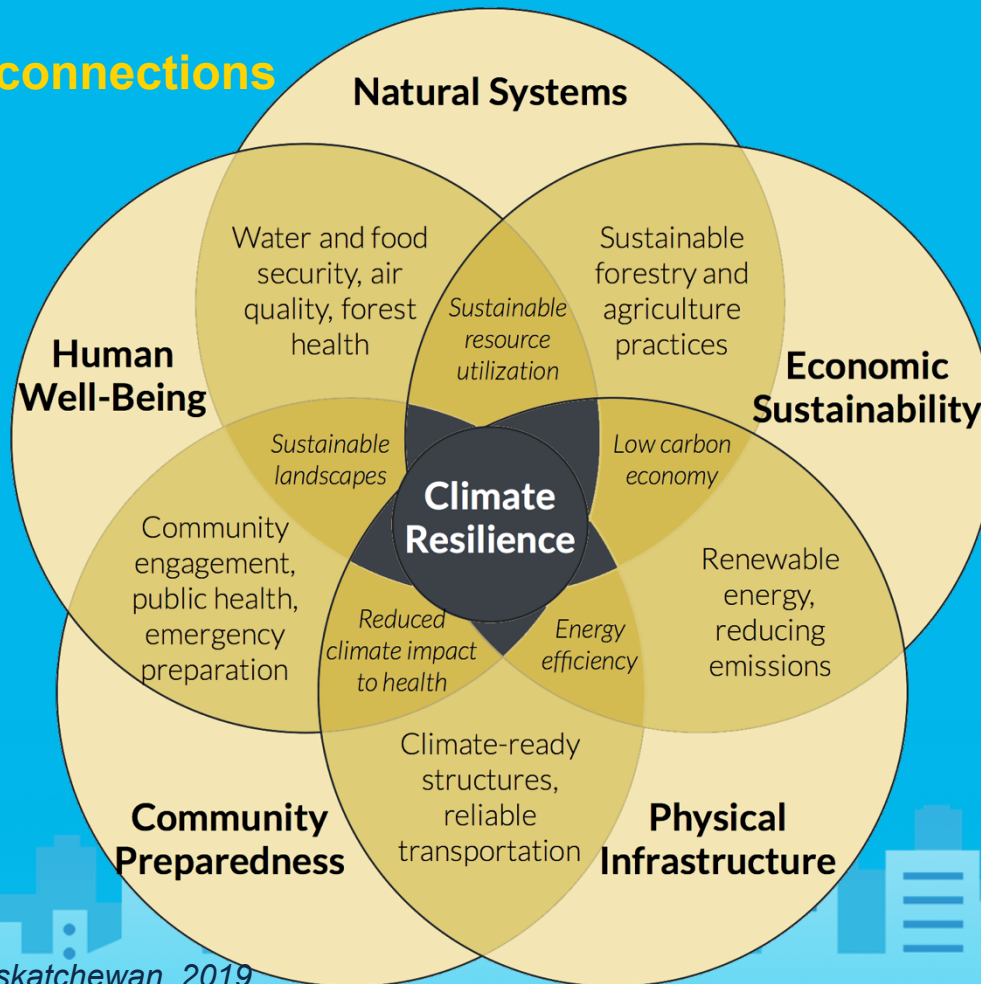 connections
Natural Systems
Water and food
security, air
quality, forest
health
Sustainable
forestry and
agriculture
practices
Sustainable
resource
utilization
Human
Well-Being
Economic
Sustainability
Sustainable
landscapes
Low carbon
economy
Climate
Resilience
Community
engagement,
public health,
emergency
preparation
Renewable
energy,
reducing
emissions
Reduced
climate impact
to health
Energy
efficiency
Climate-ready
structures,
reliable
transportation
Community
Preparedness
Physical
Infrastructure
skatchewan, 2019